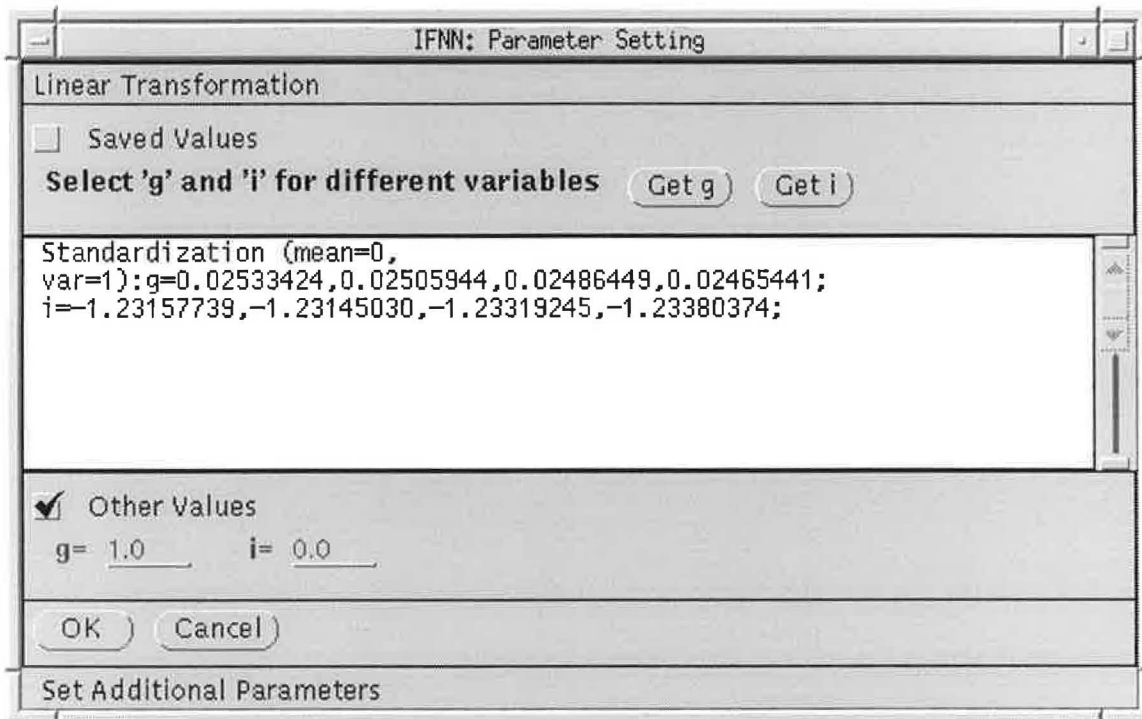 IFNN: Parameter Setting
Linear Transformation
Saved Values
Select 'g' and 'i' for different variables Get g Get i
Standardization (mean=0,
var=1):g=0.02533424,0.02505944,0.02486449,0.02465441;
i=-1.23157739,-1.23145030,-1.23319245,-1.23380374;
Other Values
g= 1.0 i= 0.0
OK Cancel
Set Additional Parameters